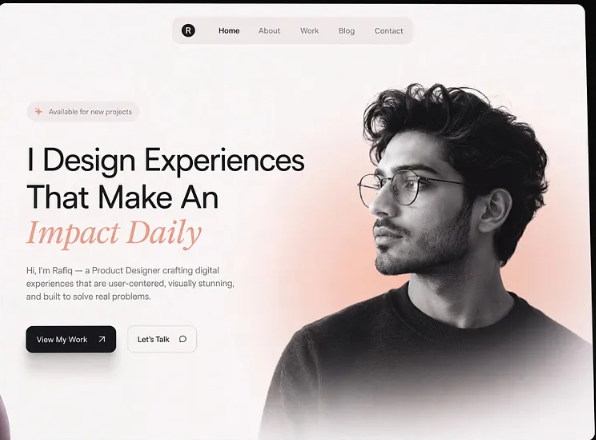 R Home About Work Blog Contact
Available for new projects
I Design Experiences
That Make An
Impact Daily
Hi, I'm Rafiq — a Product Designer crafting digital
experiences that are user-centered, visually stunning,
and built to solve real problems.
View My Work Let's Talk